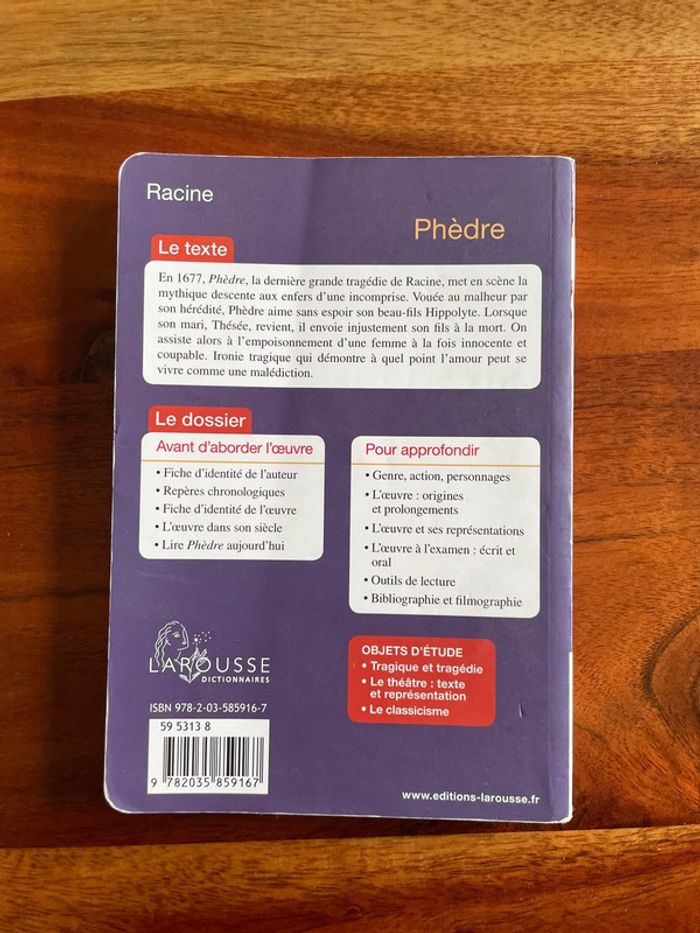 Racine
Phèdre
Le texte
En 1677, Phèdre, la dernière grande tragédie de Racine, met en scène la
mythique descente aux enfers d'une incomprise. Vouée au malheur par
son hérédité, Phèdre aime sans espoir son beau-fils Hippolyte. Lorsque
son mari, Thésée, revient, il envoie injustement son fils à la mort. On
assiste alors à l'empoisonnement d'une femme à la fois innocente et
coupable. Ironie tragique qui démontre à quel point l'amour peut se
vivre comme une malédiction.
Le dossier
Avant d'aborder l'œuvre
• Fiche d'identité de l'auteur
• Repères chronologiques
• Fiche d'identité de l'œuvre
• L'œuvre dans son siècle
• Lire Phèdre aujourd'hui
Pour approfondir
• Genre, action, personnages
• L'œuvre : origines
et prolongements
• L'œuvre et ses représentations
• L'œuvre à l'examen : écrit et
oral
• Outils de lecture
• Bibliographie et filmographie
LAROUSSE
DICTIONNAIRES
OBJETS D'ÉTUDE
• Tragique et tragédie
• Le théâtre : texte
et représentation
• Le classicisme
ISBN 978-2-03-585916-7
59 5313 8
9 782035 859167
www.editions-larousse.fr